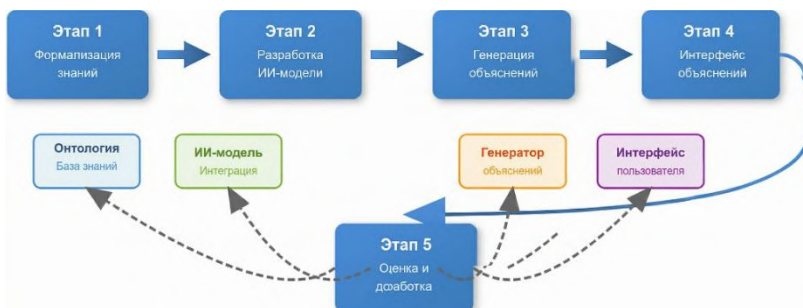 Этап 1
Формализация
знаний
Этап 2
Разработка
ИИ-модели
Этап 3
Генерация
объяснений
Этап 4
Интерфейс
объяснений
Онтология
База знаний
ИИ-модель
Интеграция
Генератор
объяснений
Интерфейс
пользователя
Этап 5
Оценка и
доработка